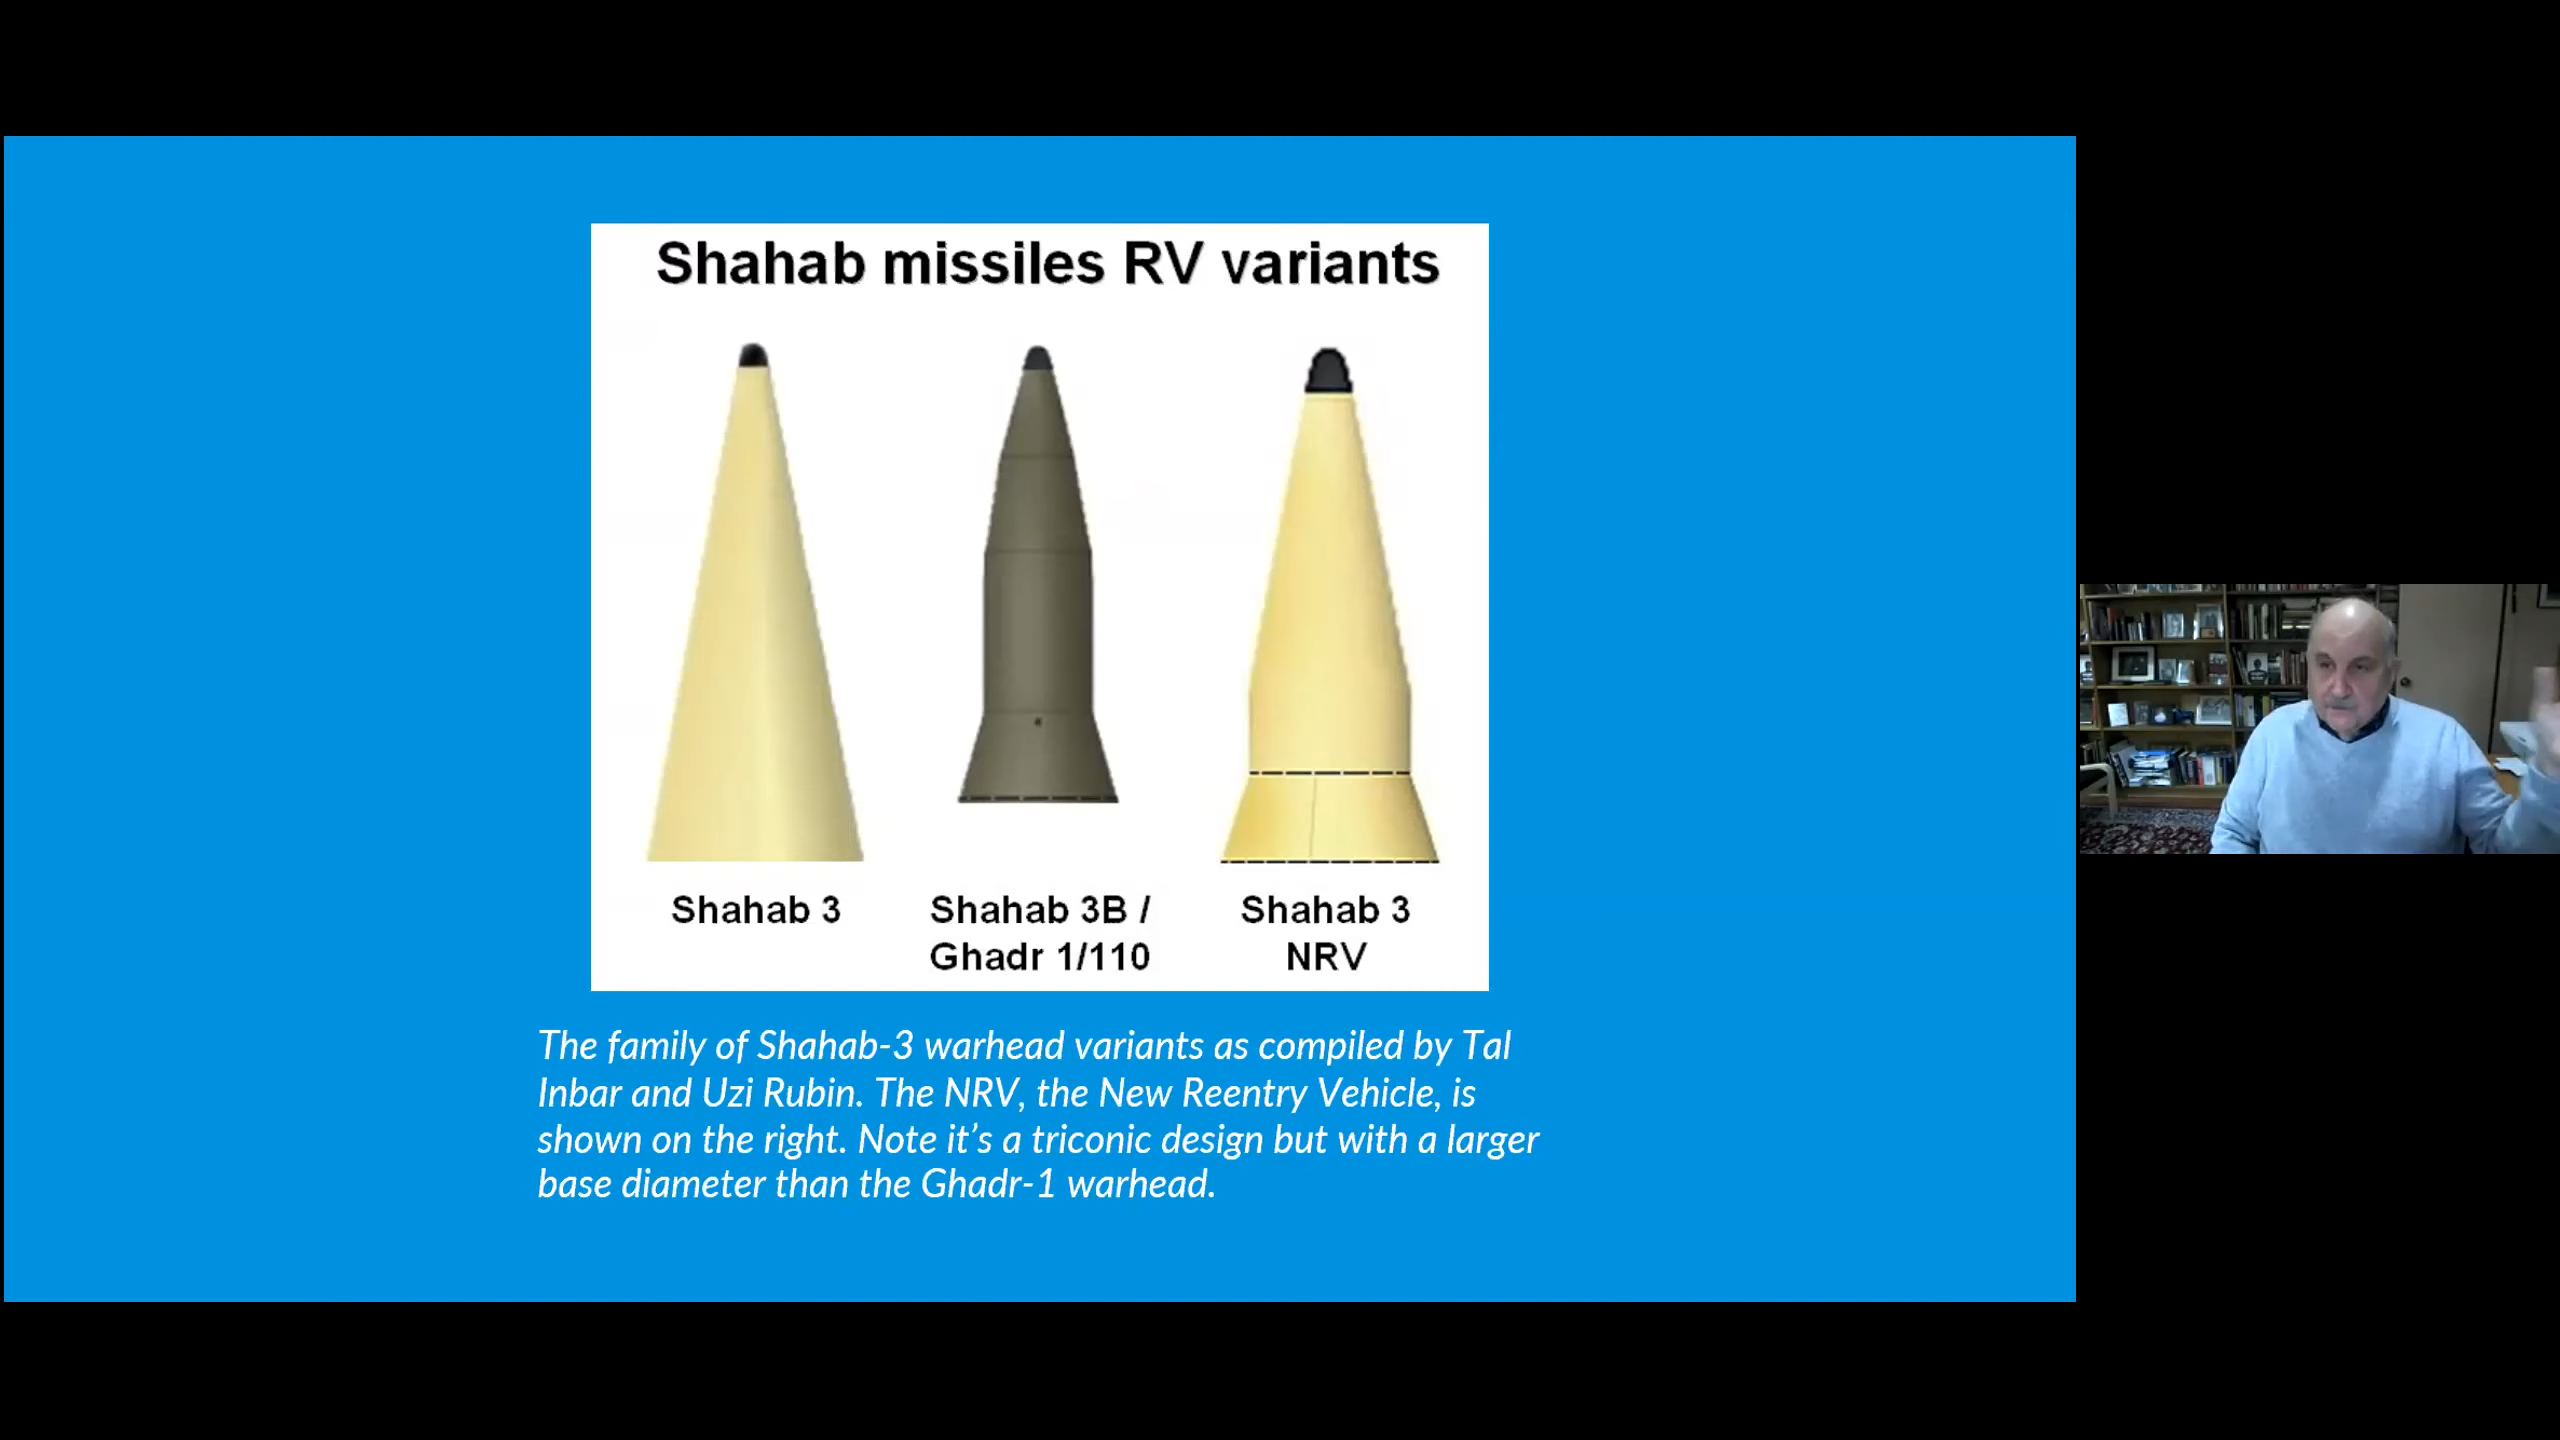 Shahab missiles RV variants
Shahab 3
Shahab 3B /
Ghadr 1/110
Shahab 3
NRV
The family of Shahab-3 warhead variants as compiled by Tal
Inbar and Uzi Rubin. The NRV, the New Reentry Vehicle, is
shown on the right. Note it’s a triconic design but with a larger
base diameter than the Ghadr-1 warhead.